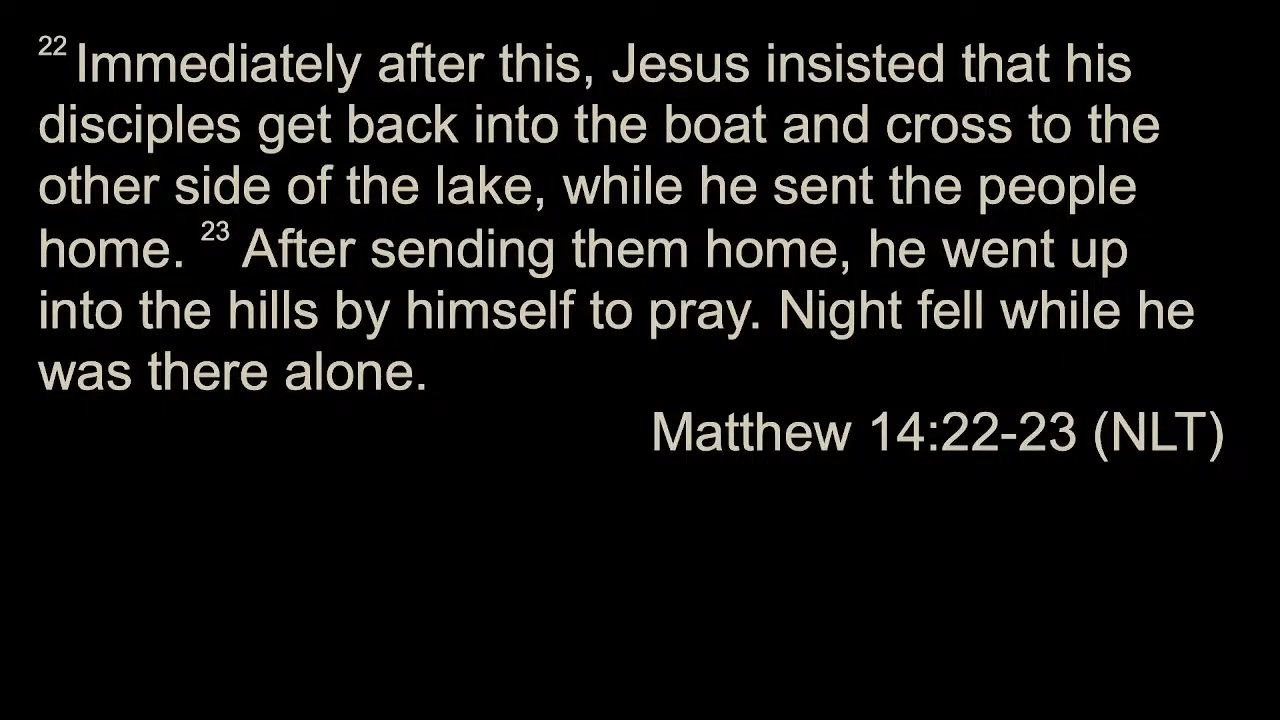 22 Immediately after this, Jesus insisted that his
disciples get back into the boat and cross to the
other side of the lake, while he sent the people
home. 23 After sending them home, he went up
into the hills by himself to pray. Night fell while he
was there alone.
Matthew 14:22-23 (NLT)